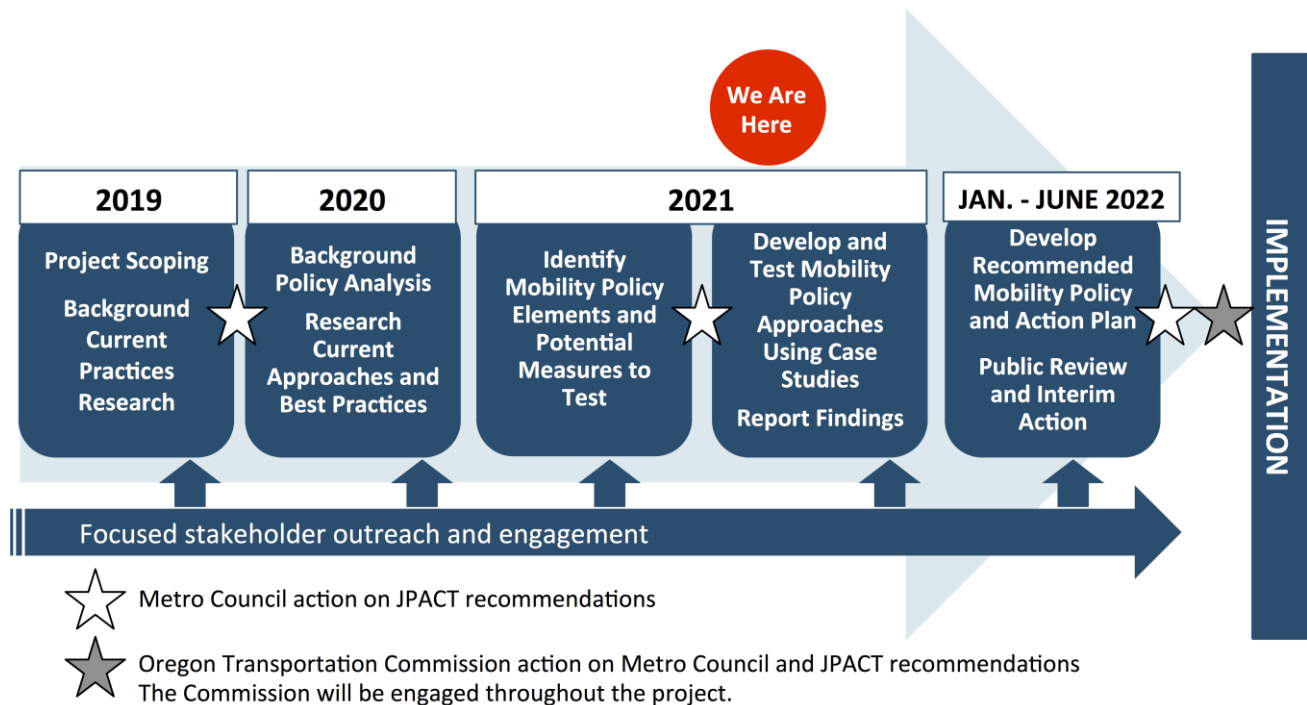 We Are
Here
2019
2020
2021
JAN. - JUNE 2022
Project Scoping
Background
Current
Practices
Research
Background
Policy Analysis
Research
Current
Approaches and
Best Practices
Identify
Mobility Policy
Elements and
Potential
Measures to
Test
Develop and
Test Mobility
Policy
Approaches
Using Case
Studies
Report Findings
Develop
Recommended
Mobility Policy
and Action Plan
Public Review
and Interim
Action
IMPLEMENTATION
Focused stakeholder outreach and engagement
Metro Council action on JPACT recommendations
Oregon Transportation Commission action on Metro Council and JPACT recommendations
The Commission will be engaged throughout the project.